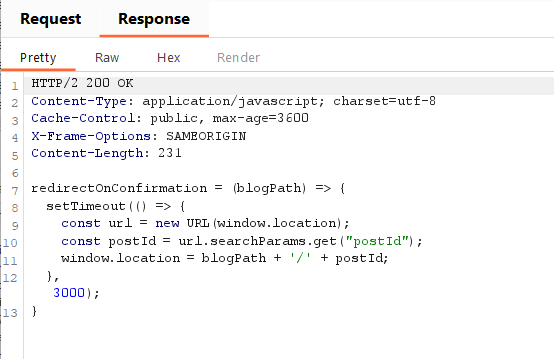 Request Response
Pretty Raw Hex Render
1 HTTP/2 200 OK
2 Content-Type: application/javascript; charset=utf-8
3 Cache-Control: public, max-age=3600
4 X-Frame-Options: SAMEORIGIN
5 Content-Length: 231
6
7 redirectOnConfirmation = (blogPath) => {
8   setTimeout(() => {
9     const url = new URL(window.location);
10     const postId = url.searchParams.get("postId");
11     window.location = blogPath + '/' + postId;
12   },
   3000);
13 }